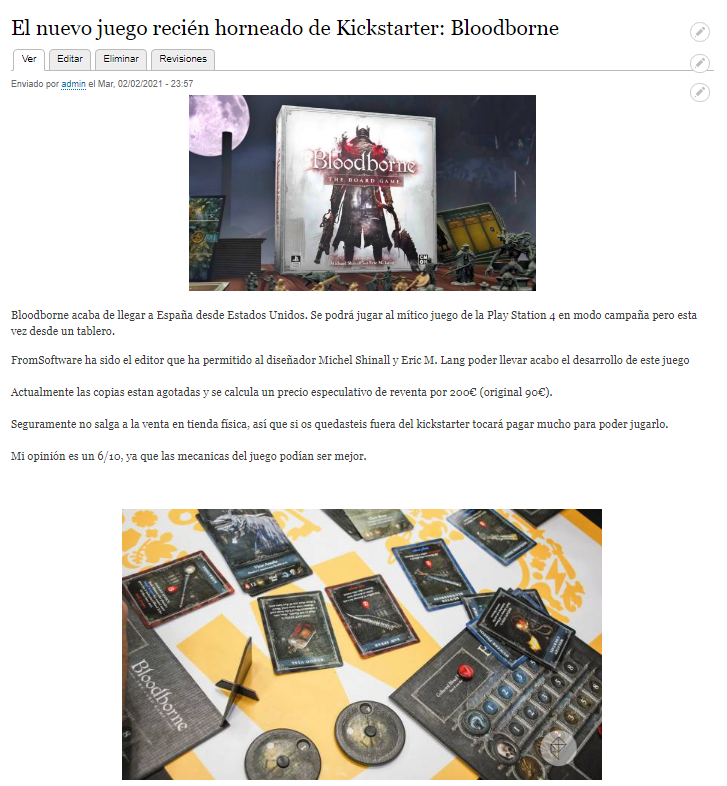 El nuevo juego recién horneado de Kickstarter: Bloodborne
Ver
Editar
Eliminar
Revisiones
Enviado por admin el Mar, 02/02/2021 - 23:57
Bloodborne
THE BOARD GAME
Bloodborne acaba de llegar a España desde Estados Unidos. Se podrá jugar al mítico juego de la Play Station 4 en modo campaña pero esta
vez desde un tablero.
FromSoftware ha sido el editor que ha permitido al diseñador Michel Shinall y Eric M. Lang poder llevar acabo el desarrollo de este juego
Actualmente las copias estan agotadas y se calcula un precio especulativo de reventa por 200€ (original 90€).
Seguramente no salga a la venta en tienda física, así que si os quedasteis fuera del kickstarter tocará pagar mucho para poder jugarlo.
Mi opinión es un 6/10, ya que las mecanicas del juego podían ser mejor.
Bloodborne